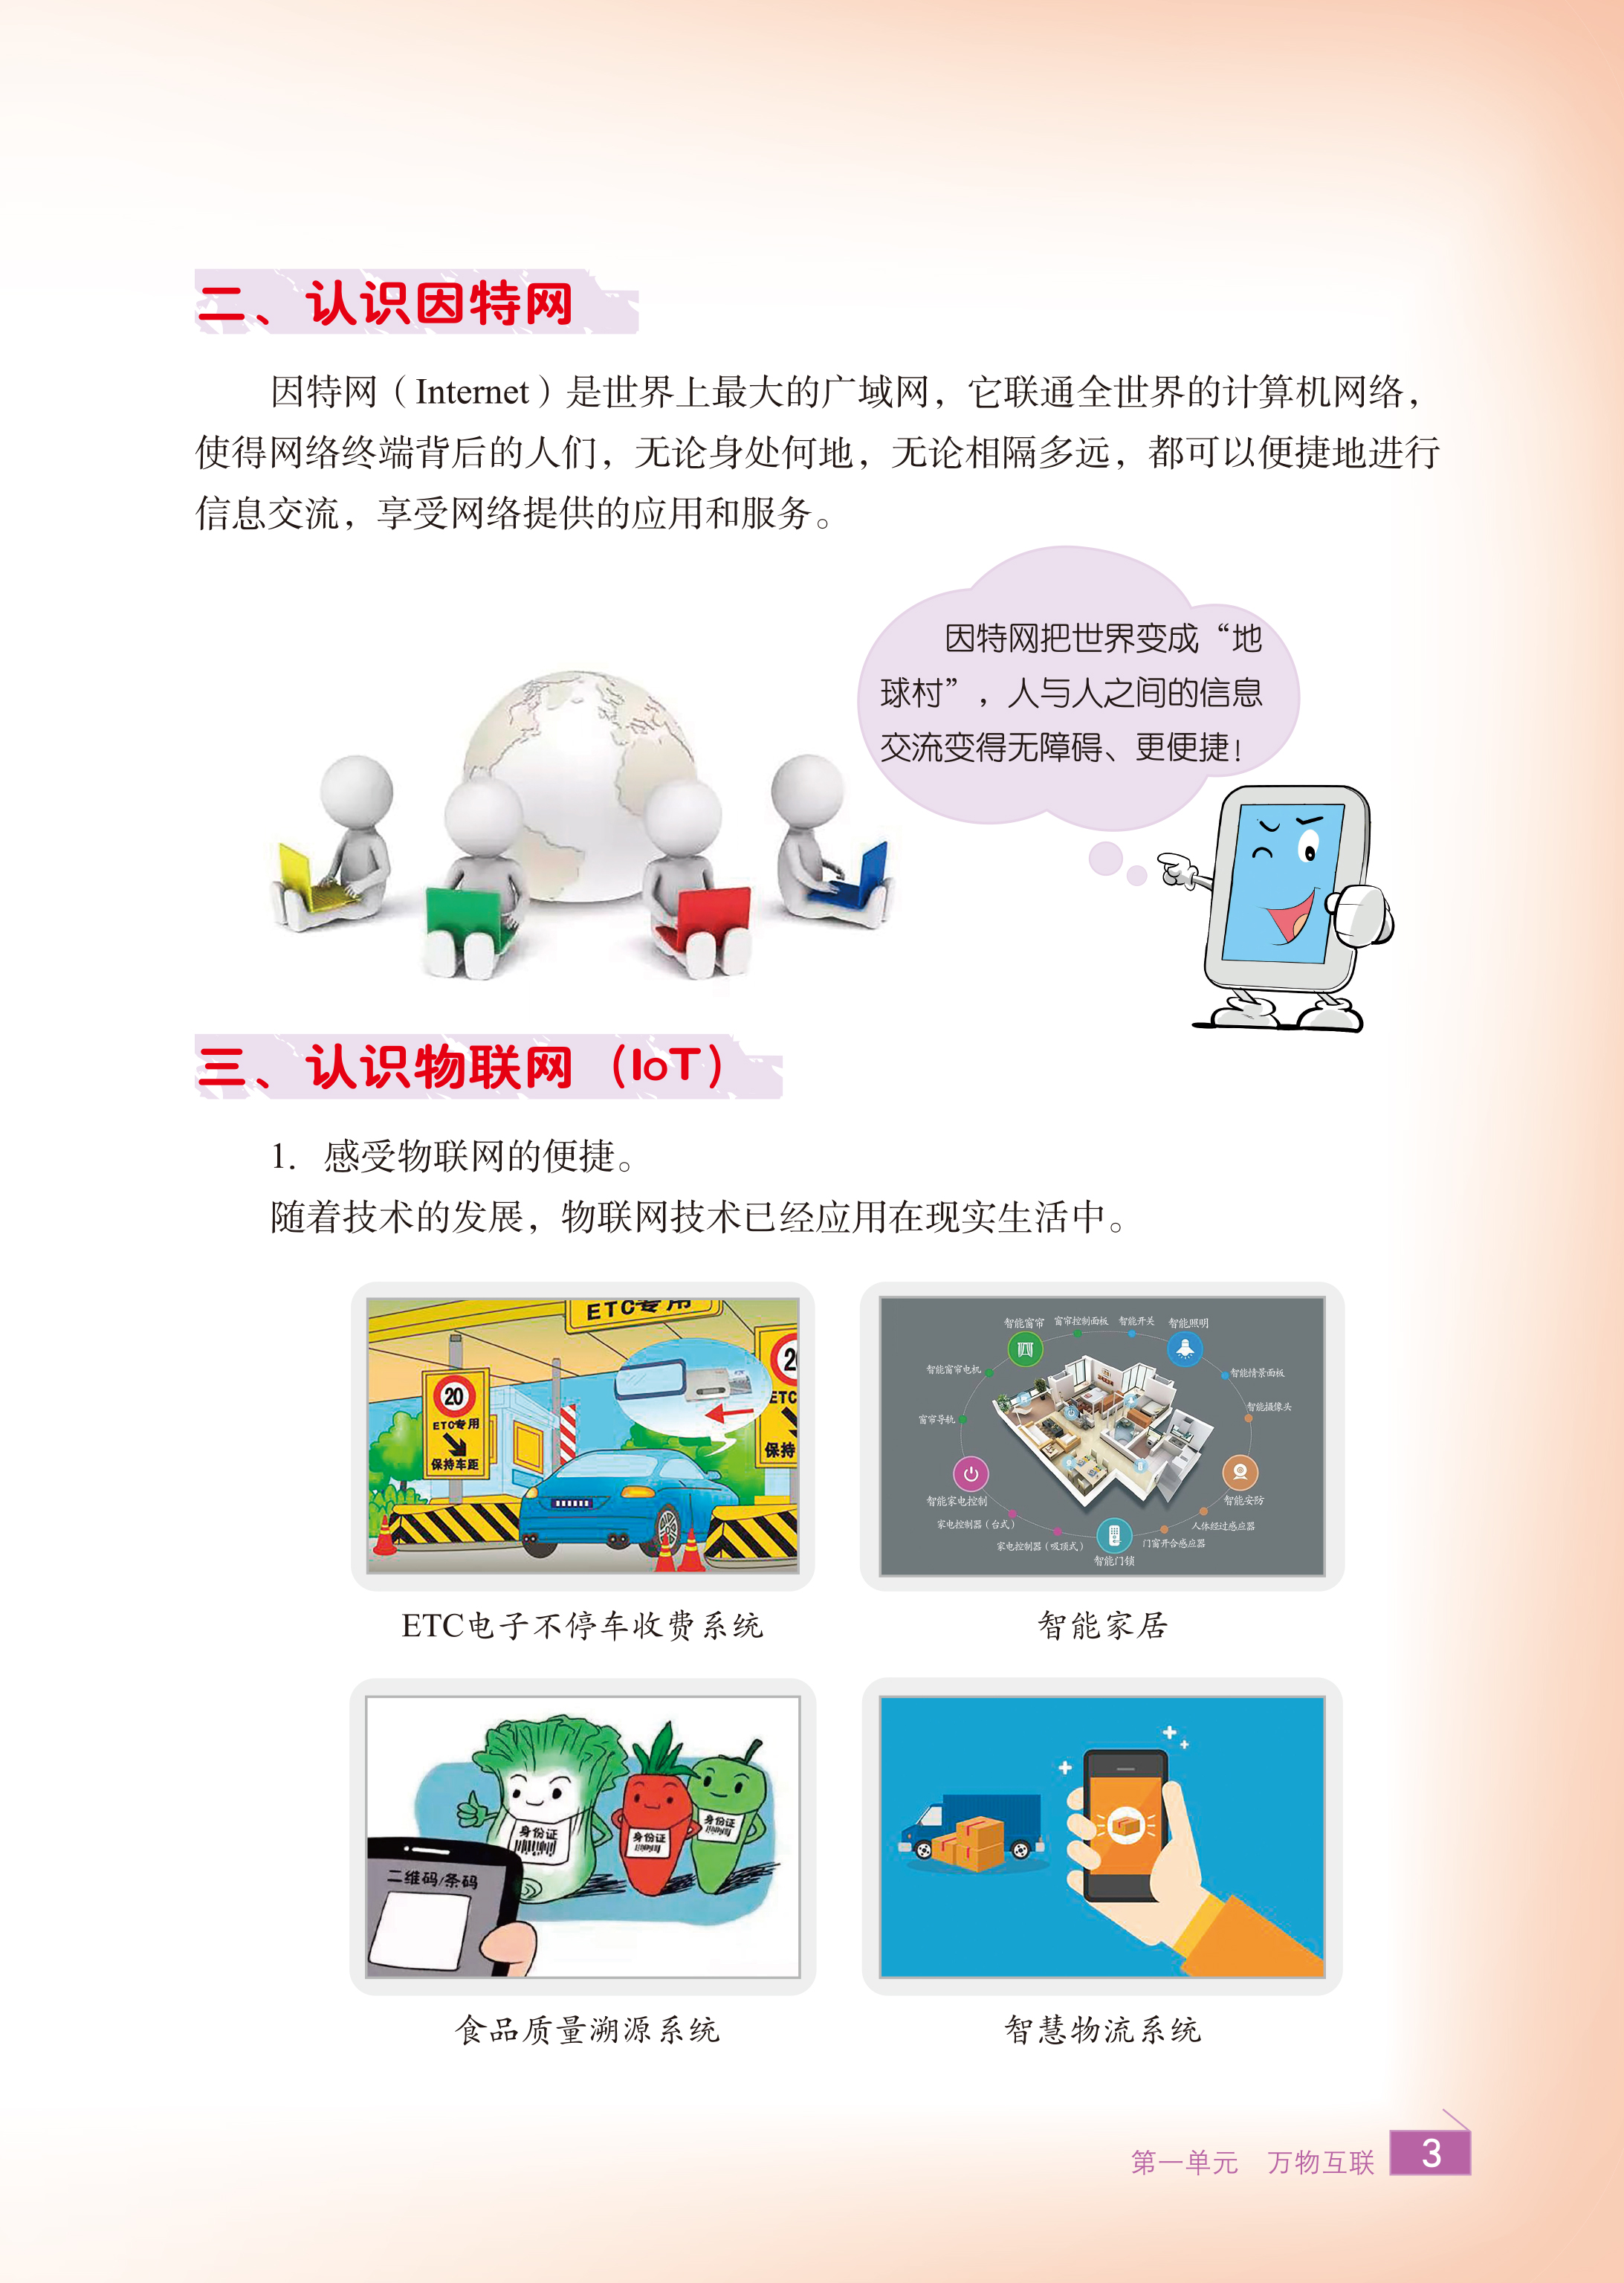 二、认识因特网
因特网（Internet）是世界上最大的广域网，它联通全世界的计算机网络，
使得网络终端背后的人们，无论身处何地，无论相隔多远，都可以便捷地进行
信息交流，享受网络提供的应用和服务。
因特网把世界变成“地
球村”，人与人之间的信息
交流变得无障碍、更便捷！
三、认识物联网（IoT）
1. 感受物联网的便捷。
随着技术的发展，物联网技术已经应用在现实生活中。
ETC专用
20
ETC专用
保持车距
2
ETC
保持
ETC电子不停车收费系统
智能窗帘
窗帘控制面板
智能开关
智能照明
智能窗帘电机
智能情景面板
窗帘导轨
智能摄像头
智能家电控制
智能安防
家电控制器（台式）
人体经过感应器
家电控制器（吸顶式）
门窗开合感应器
智能门锁
智能家居
身份证
身份证
身份证
二维码/条码
食品质量溯源系统
智慧物流系统
第一单元 万物互联
3